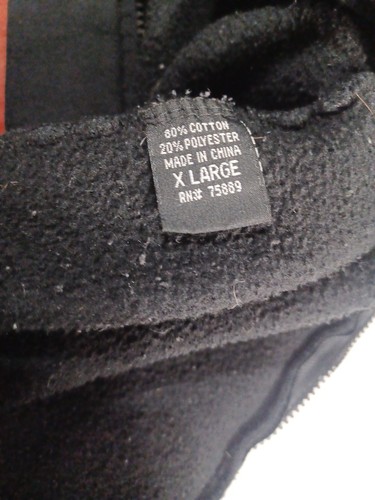 80% COTTON
20% POLYESTER
MADE IN CHINA
X LARGE
RN# 75889